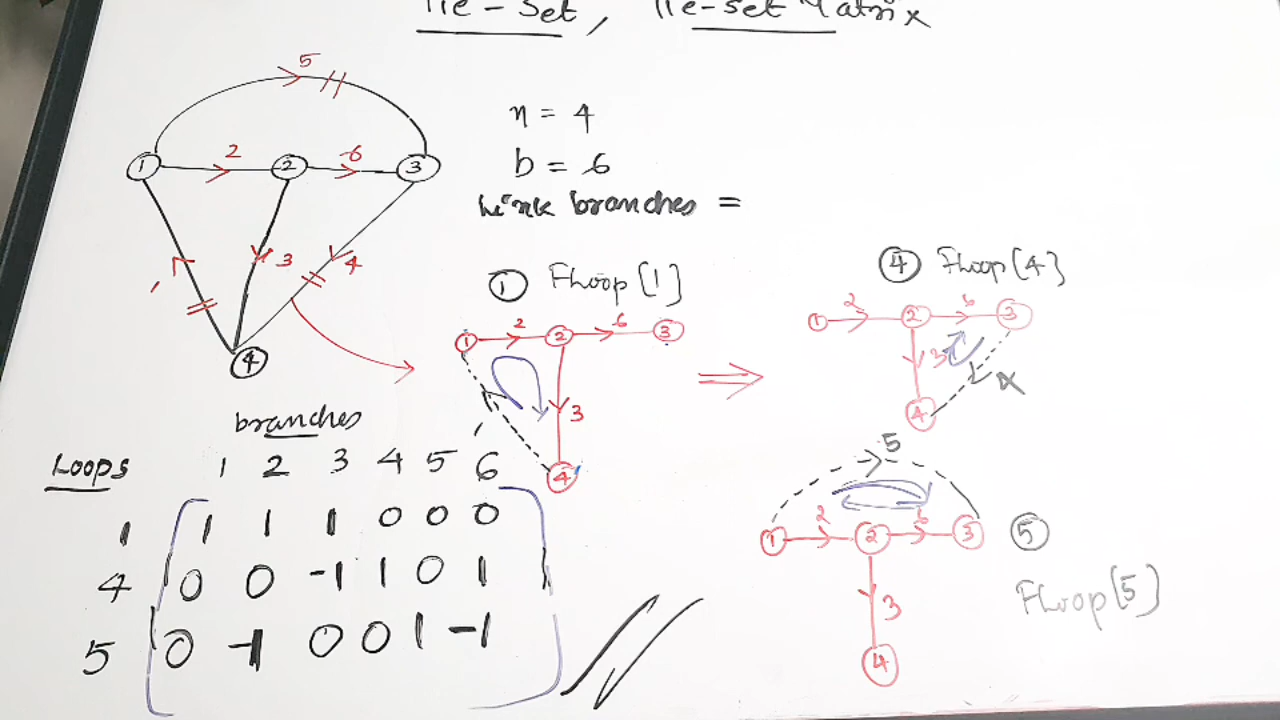 Tie-Set, Tie-set Matrix
5
1 2 2 6 3
1 3 4
4
n = 4
b = 6
Link branches =
1 FLoop[1]
1 2 2 6 3
3
1
4
4 FLoop[4]
1 2 2 6 3
3 4
4
5
1 2 2 6 3
3
4
5
FLoop[5]
branches
Loops 1 2 3 4 5 6
1 1 1 1 0 0 0
4 0 0 -1 1 0 1
5 0 -1 0 0 1 -1